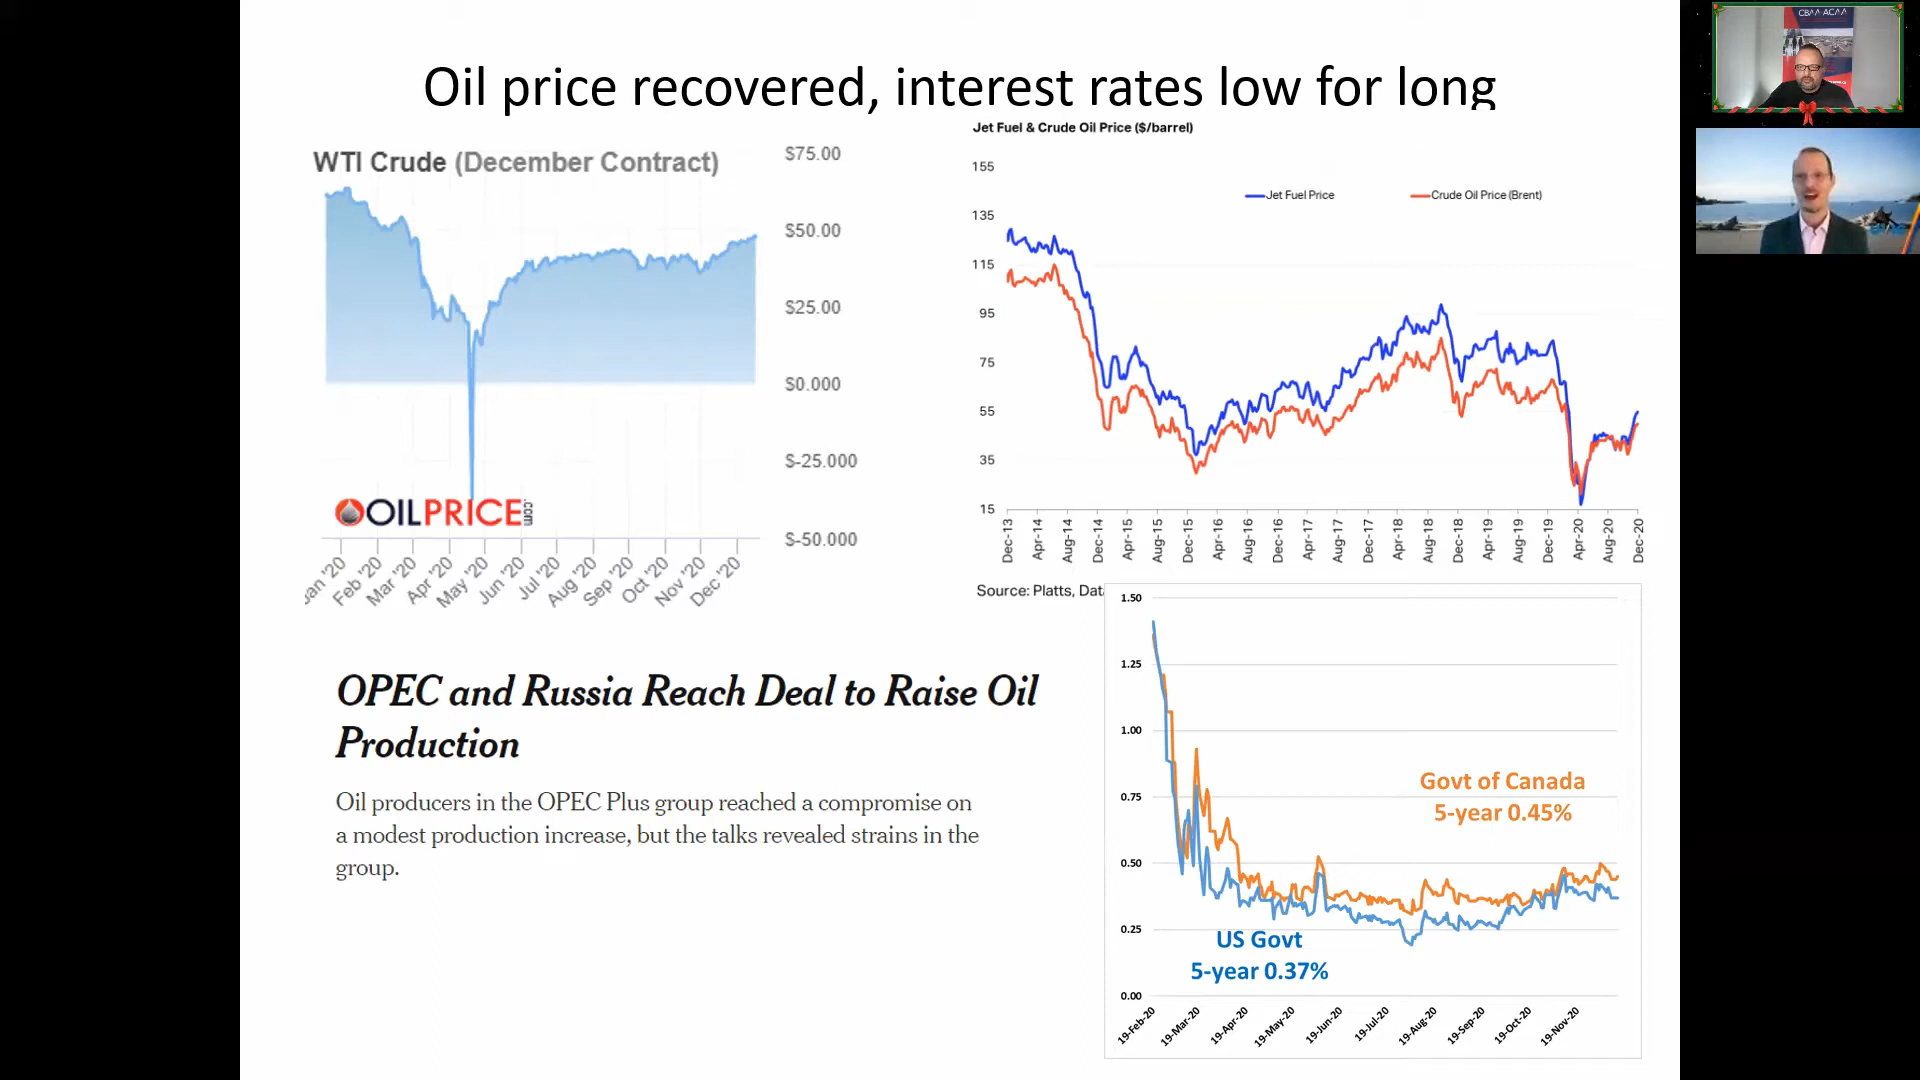 Oil price recovered, interest rates low for long
WTI Crude (December Contract)
$75.00
$50.00
$25.00
$0.000
$-25.000
$-50.000
OILPRICE.com
Jan '20
Feb '20
Mar '20
Apr '20
May '20
Jun '20
Jul '20
Aug '20
Sep '20
Oct '20
Nov '20
Dec '20
Jet Fuel & Crude Oil Price ($/barrel)
Jet Fuel Price
Crude Oil Price (Brent)
155
135
115
95
75
55
35
15
Dec-13
Apr-14
Aug-14
Dec-14
Apr-15
Aug-15
Dec-15
Apr-16
Aug-16
Dec-16
Apr-17
Aug-17
Dec-17
Apr-18
Aug-18
Dec-18
Apr-19
Aug-19
Dec-19
Apr-20
Aug-20
Dec-20
Source: Platts, Dat
OPEC and Russia Reach Deal to Raise Oil
Production
Oil producers in the OPEC Plus group reached a compromise on
a modest production increase, but the talks revealed strains in the
group.
1.50
1.25
1.00
0.75
0.50
0.25
0.00
Govt of Canada
5-year 0.45%
US Govt
5-year 0.37%
19-Feb-20
19-Mar-20
19-Apr-20
19-May-20
19-Jun-20
19-Jul-20
19-Aug-20
19-Sep-20
19-Oct-20
19-Nov-20
CBAA ACAA